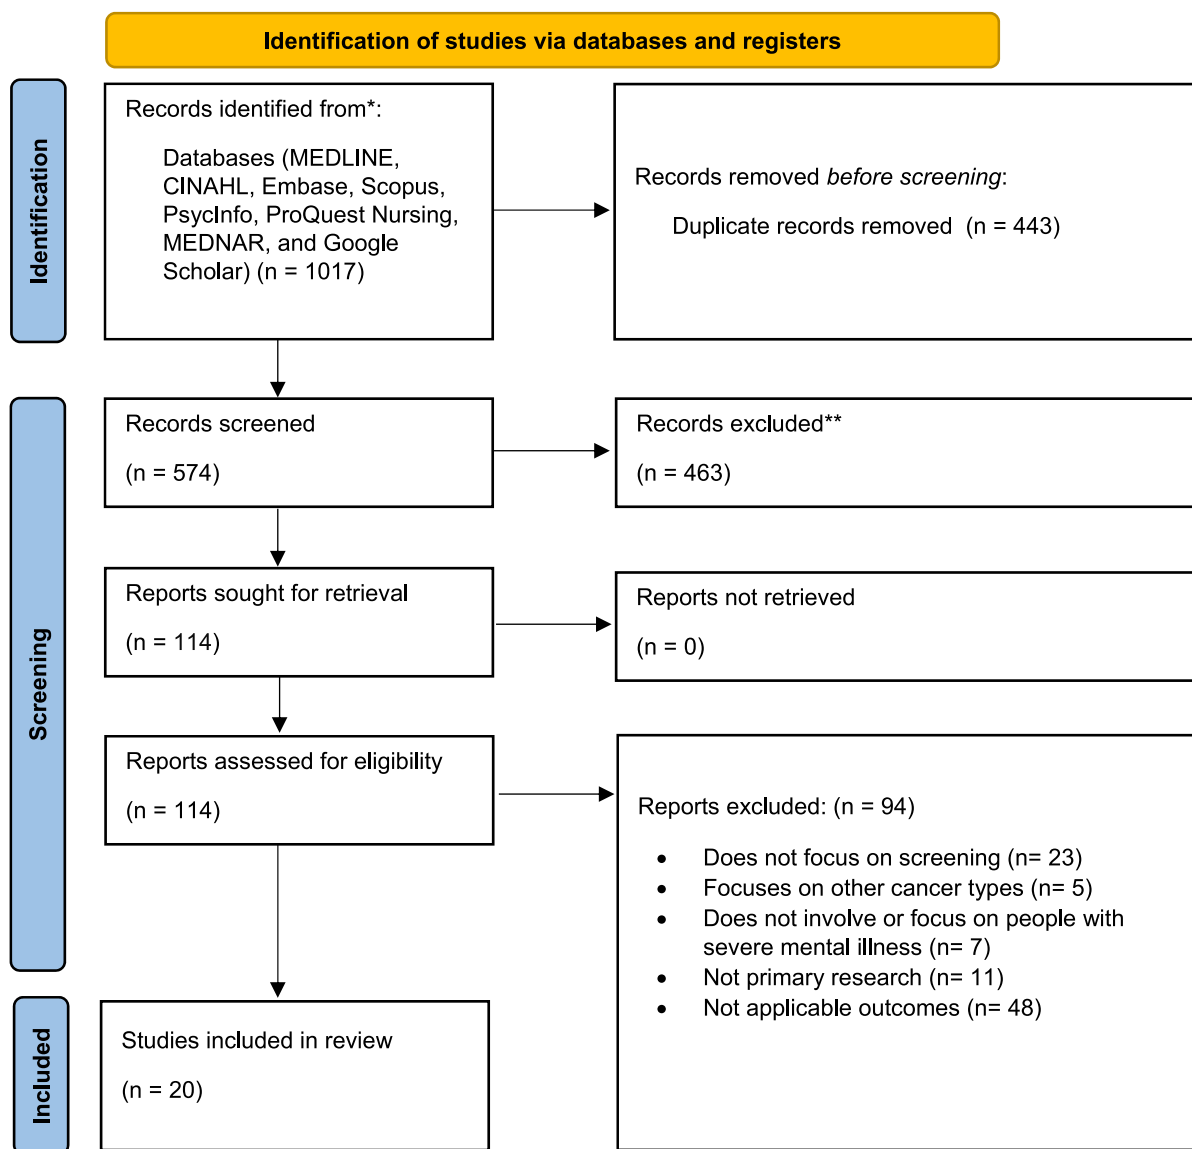 Identification of studies via databases and registers
Identification
Records identified from*:
Databases (MEDLINE,
CINAHL, Embase, Scopus,
PsycInfo, ProQuest Nursing,
MEDNAR, and Google
Scholar) (n = 1017)
Records removed before screening:
Duplicate records removed (n = 443)
Screening
Records screened
(n = 574)
Records excluded**
(n = 463)
Reports sought for retrieval
(n = 114)
Reports not retrieved
(n = 0)
Reports assessed for eligibility
(n = 114)
Reports excluded: (n = 94)
• Does not focus on screening (n= 23)
• Focuses on other cancer types (n= 5)
• Does not involve or focus on people with
severe mental illness (n= 7)
• Not primary research (n= 11)
• Not applicable outcomes (n= 48)
Included
Studies included in review
(n = 20)